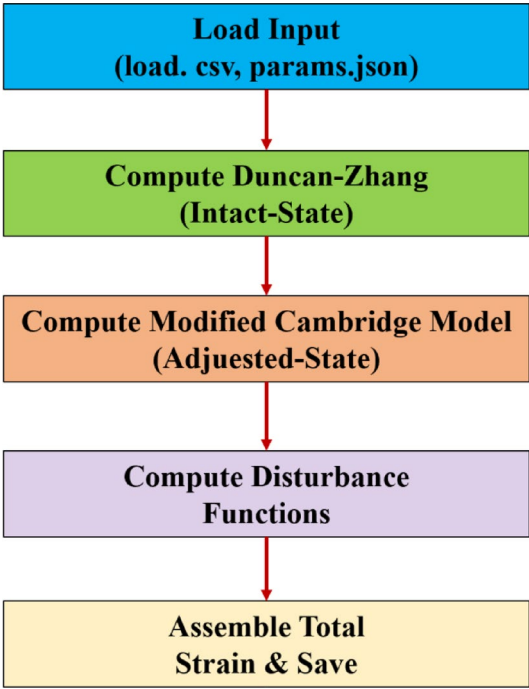 Load Input
(load. csv, params.json)
Compute Duncan-Zhang
(Intact-State)
Compute Modified Cambridge Model
(Adjuested-State)
Compute Disturbance
Functions
Assemble Total
Strain & Save